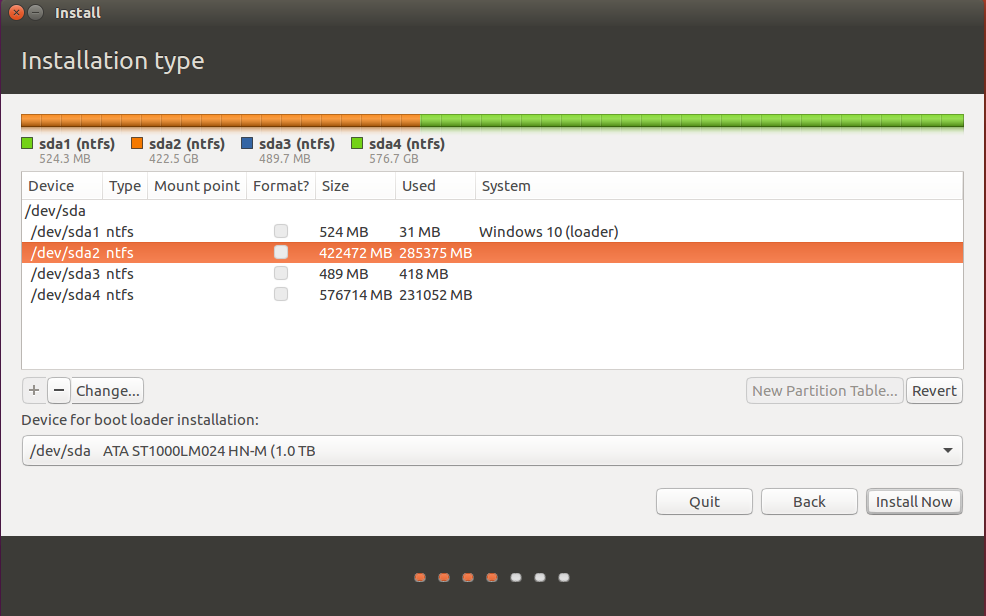 Install
Installation type
sda1 (ntfs) sda2 (ntfs) sda3 (ntfs) sda4 (ntfs)
524.3 MB 422.5 GB 489.7 MB 576.7 GB
Device Type Mount point Format? Size Used System
/dev/sda
/dev/sda1 ntfs 524 MB 31 MB Windows 10 (loader)
/dev/sda2 ntfs 422472 MB 285375 MB
/dev/sda3 ntfs 489 MB 418 MB
/dev/sda4 ntfs 576714 MB 231052 MB
+ − Change... New Partition Table... Revert
Device for boot loader installation:
/dev/sda ATA ST1000LM024 HN-M (1.0 TB
Quit Back Install Now